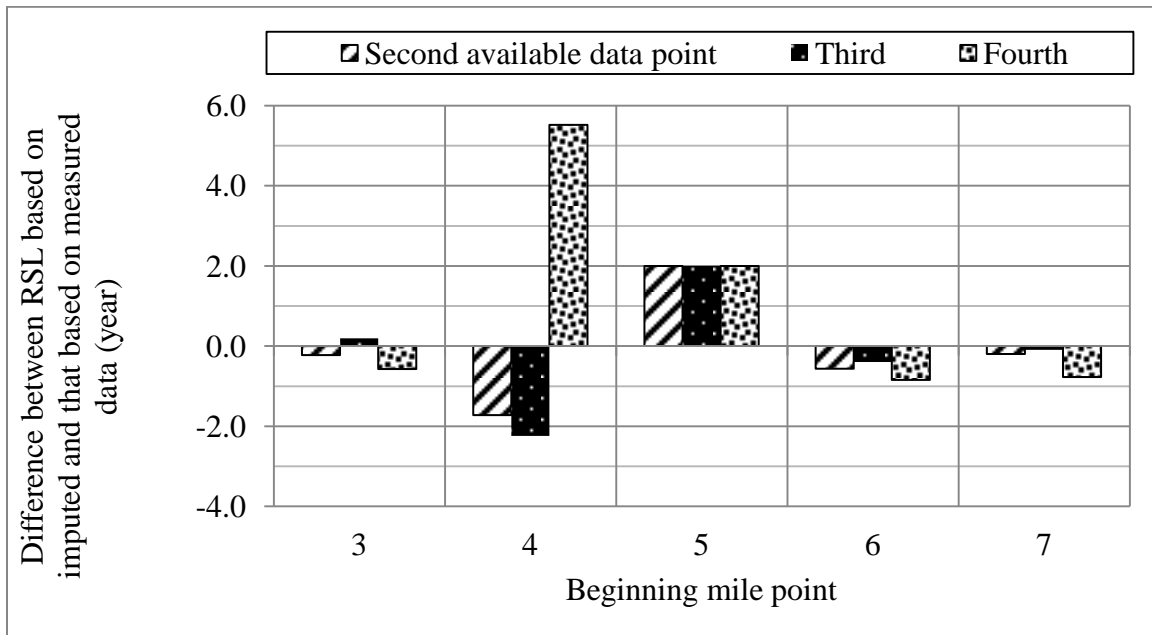 Second available data point Third Fourth
Difference between RSL based on
imputed and that based on measured
data (year)
6.0
4.0
2.0
0.0
-2.0
-4.0
3 4 5 6 7
Beginning mile point